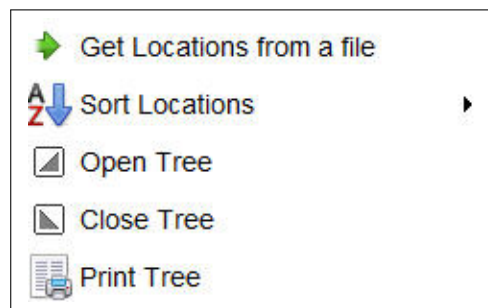 Get Locations from a file
A
Z Sort Locations
Open Tree
Close Tree
Print Tree